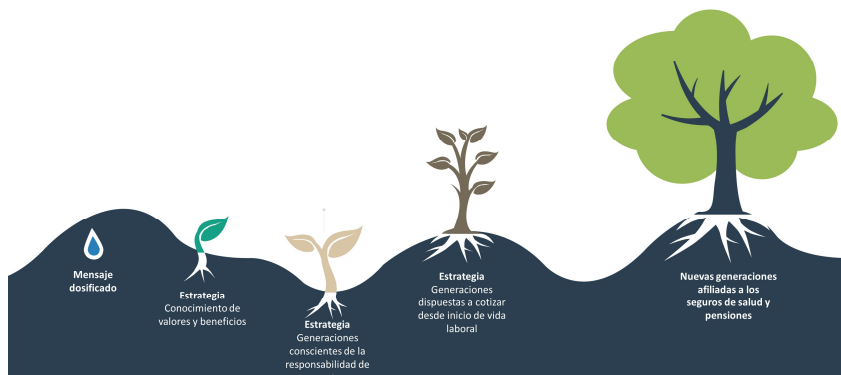 Mensaje
dosificado
Estrategia
Conocimiento de
valores y beneficios
Estrategia
Generaciones
conscientes de la
responsabilidad de
Estrategia
Generaciones
dispuestas a cotizar
desde inicio de vida
laboral
Nuevas generaciones
afiliadas a los
seguros de salud y
pensiones